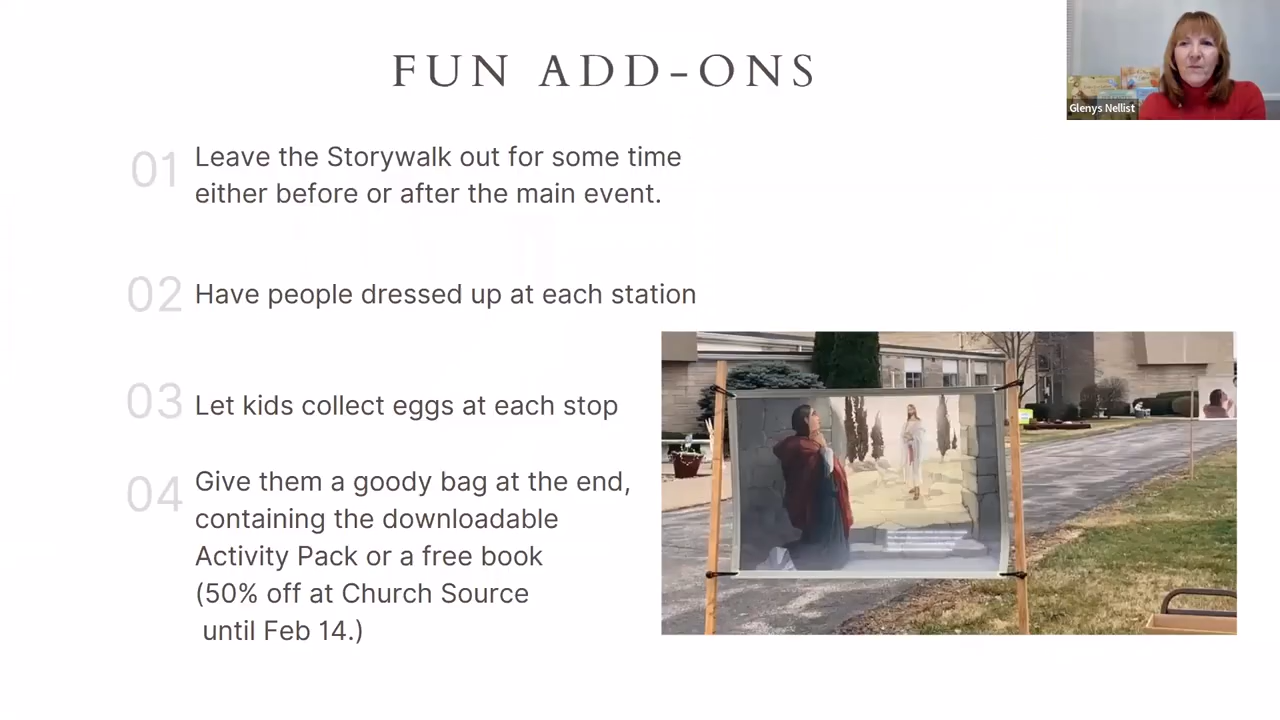 FUN ADD-ONS
Glenys Nellist
01 Leave the Storywalk out for some time
either before or after the main event.
02 Have people dressed up at each station
03 Let kids collect eggs at each stop
04 Give them a goody bag at the end,
containing the downloadable
Activity Pack or a free book
(50% off at Church Source
until Feb 14.)